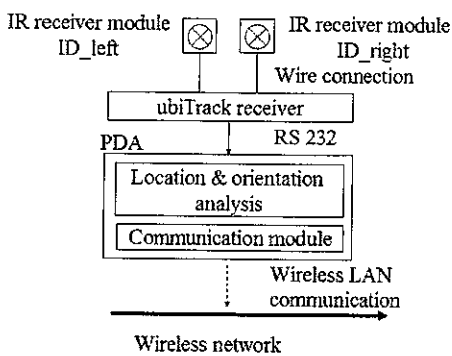 IR receiver module
ID_left
IR receiver module
ID_right
Wire connection
ubiTrack receiver
RS 232
PDA
Location & orientation
analysis
Communication module
Wireless LAN
communication
Wireless network